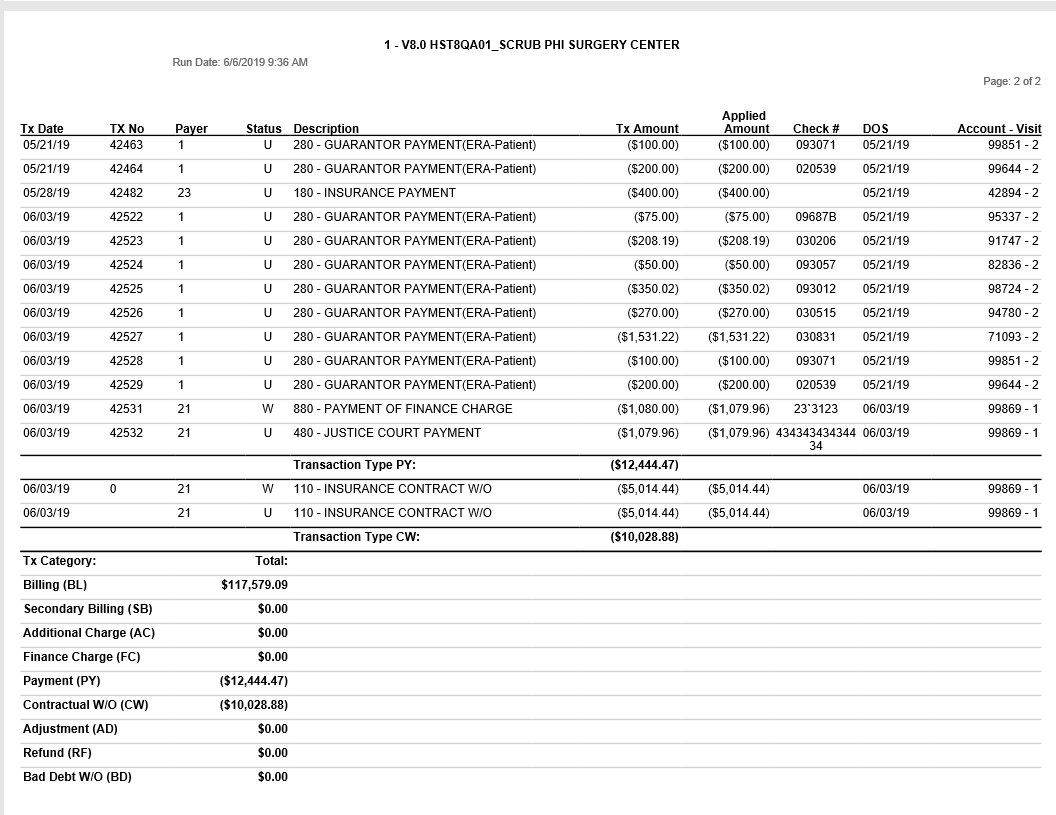 1 - V8.0 HST8QA01_SCRUB PHI SURGERY CENTER
Run Date: 6/6/2019 9:36 AM
Page: 2 of 2
Tx Date TX No Payer Status Description Tx Amount Applied Amount Check # DOS Account - Visit
05/21/19 42463 1 U 280 - GUARANTOR PAYMENT(ERA-Patient) ($100.00) ($100.00) 093071 05/21/19 99851 - 2
05/21/19 42464 1 U 280 - GUARANTOR PAYMENT(ERA-Patient) ($200.00) ($200.00) 020539 05/21/19 99644 - 2
05/28/19 42482 23 U 180 - INSURANCE PAYMENT ($400.00) ($400.00) 05/21/19 42894 - 2
06/03/19 42522 1 U 280 - GUARANTOR PAYMENT(ERA-Patient) ($75.00) ($75.00) 09687B 05/21/19 95337 - 2
06/03/19 42523 1 U 280 - GUARANTOR PAYMENT(ERA-Patient) ($208.19) ($208.19) 030206 05/21/19 91747 - 2
06/03/19 42524 1 U 280 - GUARANTOR PAYMENT(ERA-Patient) ($50.00) ($50.00) 093057 05/21/19 82836 - 2
06/03/19 42525 1 U 280 - GUARANTOR PAYMENT(ERA-Patient) ($350.02) ($350.02) 093012 05/21/19 98724 - 2
06/03/19 42526 1 U 280 - GUARANTOR PAYMENT(ERA-Patient) ($270.00) ($270.00) 030515 05/21/19 94780 - 2
06/03/19 42527 1 U 280 - GUARANTOR PAYMENT(ERA-Patient) ($1,531.22) ($1,531.22) 030831 05/21/19 71093 - 2
06/03/19 42528 1 U 280 - GUARANTOR PAYMENT(ERA-Patient) ($100.00) ($100.00) 093071 05/21/19 99851 - 2
06/03/19 42529 1 U 280 - GUARANTOR PAYMENT(ERA-Patient) ($200.00) ($200.00) 020539 05/21/19 99644 - 2
06/03/19 42531 21 W 880 - PAYMENT OF FINANCE CHARGE ($1,080.00) ($1,079.96) 23`3123 06/03/19 99869 - 1
06/03/19 42532 21 U 480 - JUSTICE COURT PAYMENT ($1,079.96) ($1,079.96) 434343434344 06/03/19 99869 - 1
34
Transaction Type PY: ($12,444.47)
06/03/19 0 21 W 110 - INSURANCE CONTRACT W/O ($5,014.44) ($5,014.44) 06/03/19 99869 - 1
06/03/19 21 U 110 - INSURANCE CONTRACT W/O ($5,014.44) ($5,014.44) 06/03/19 99869 - 1
Transaction Type CW: ($10,028.88)
Tx Category: Total:
Billing (BL) $117,579.09
Secondary Billing (SB) $0.00
Additional Charge (AC) $0.00
Finance Charge (FC) $0.00
Payment (PY) ($12,444.47)
Contractual W/O (CW) ($10,028.88)
Adjustment (AD) $0.00
Refund (RF) $0.00
Bad Debt W/O (BD) $0.00